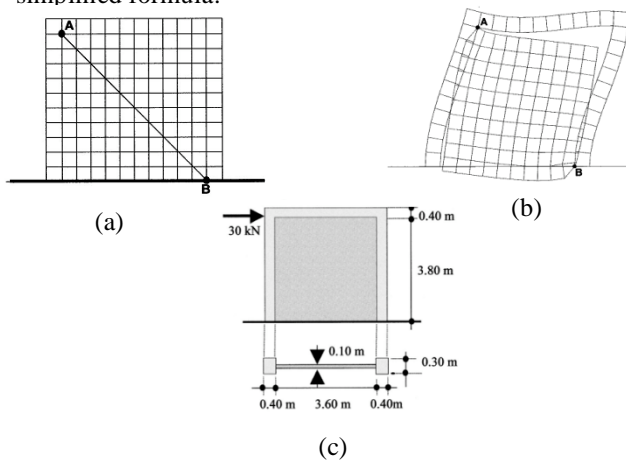 simplified formula.
A
B
(a)
A
B
(b)
30 kN
0.40 m
3.80 m
0.10 m
0.30 m
0.40 m
3.60 m
0.40m
(c)